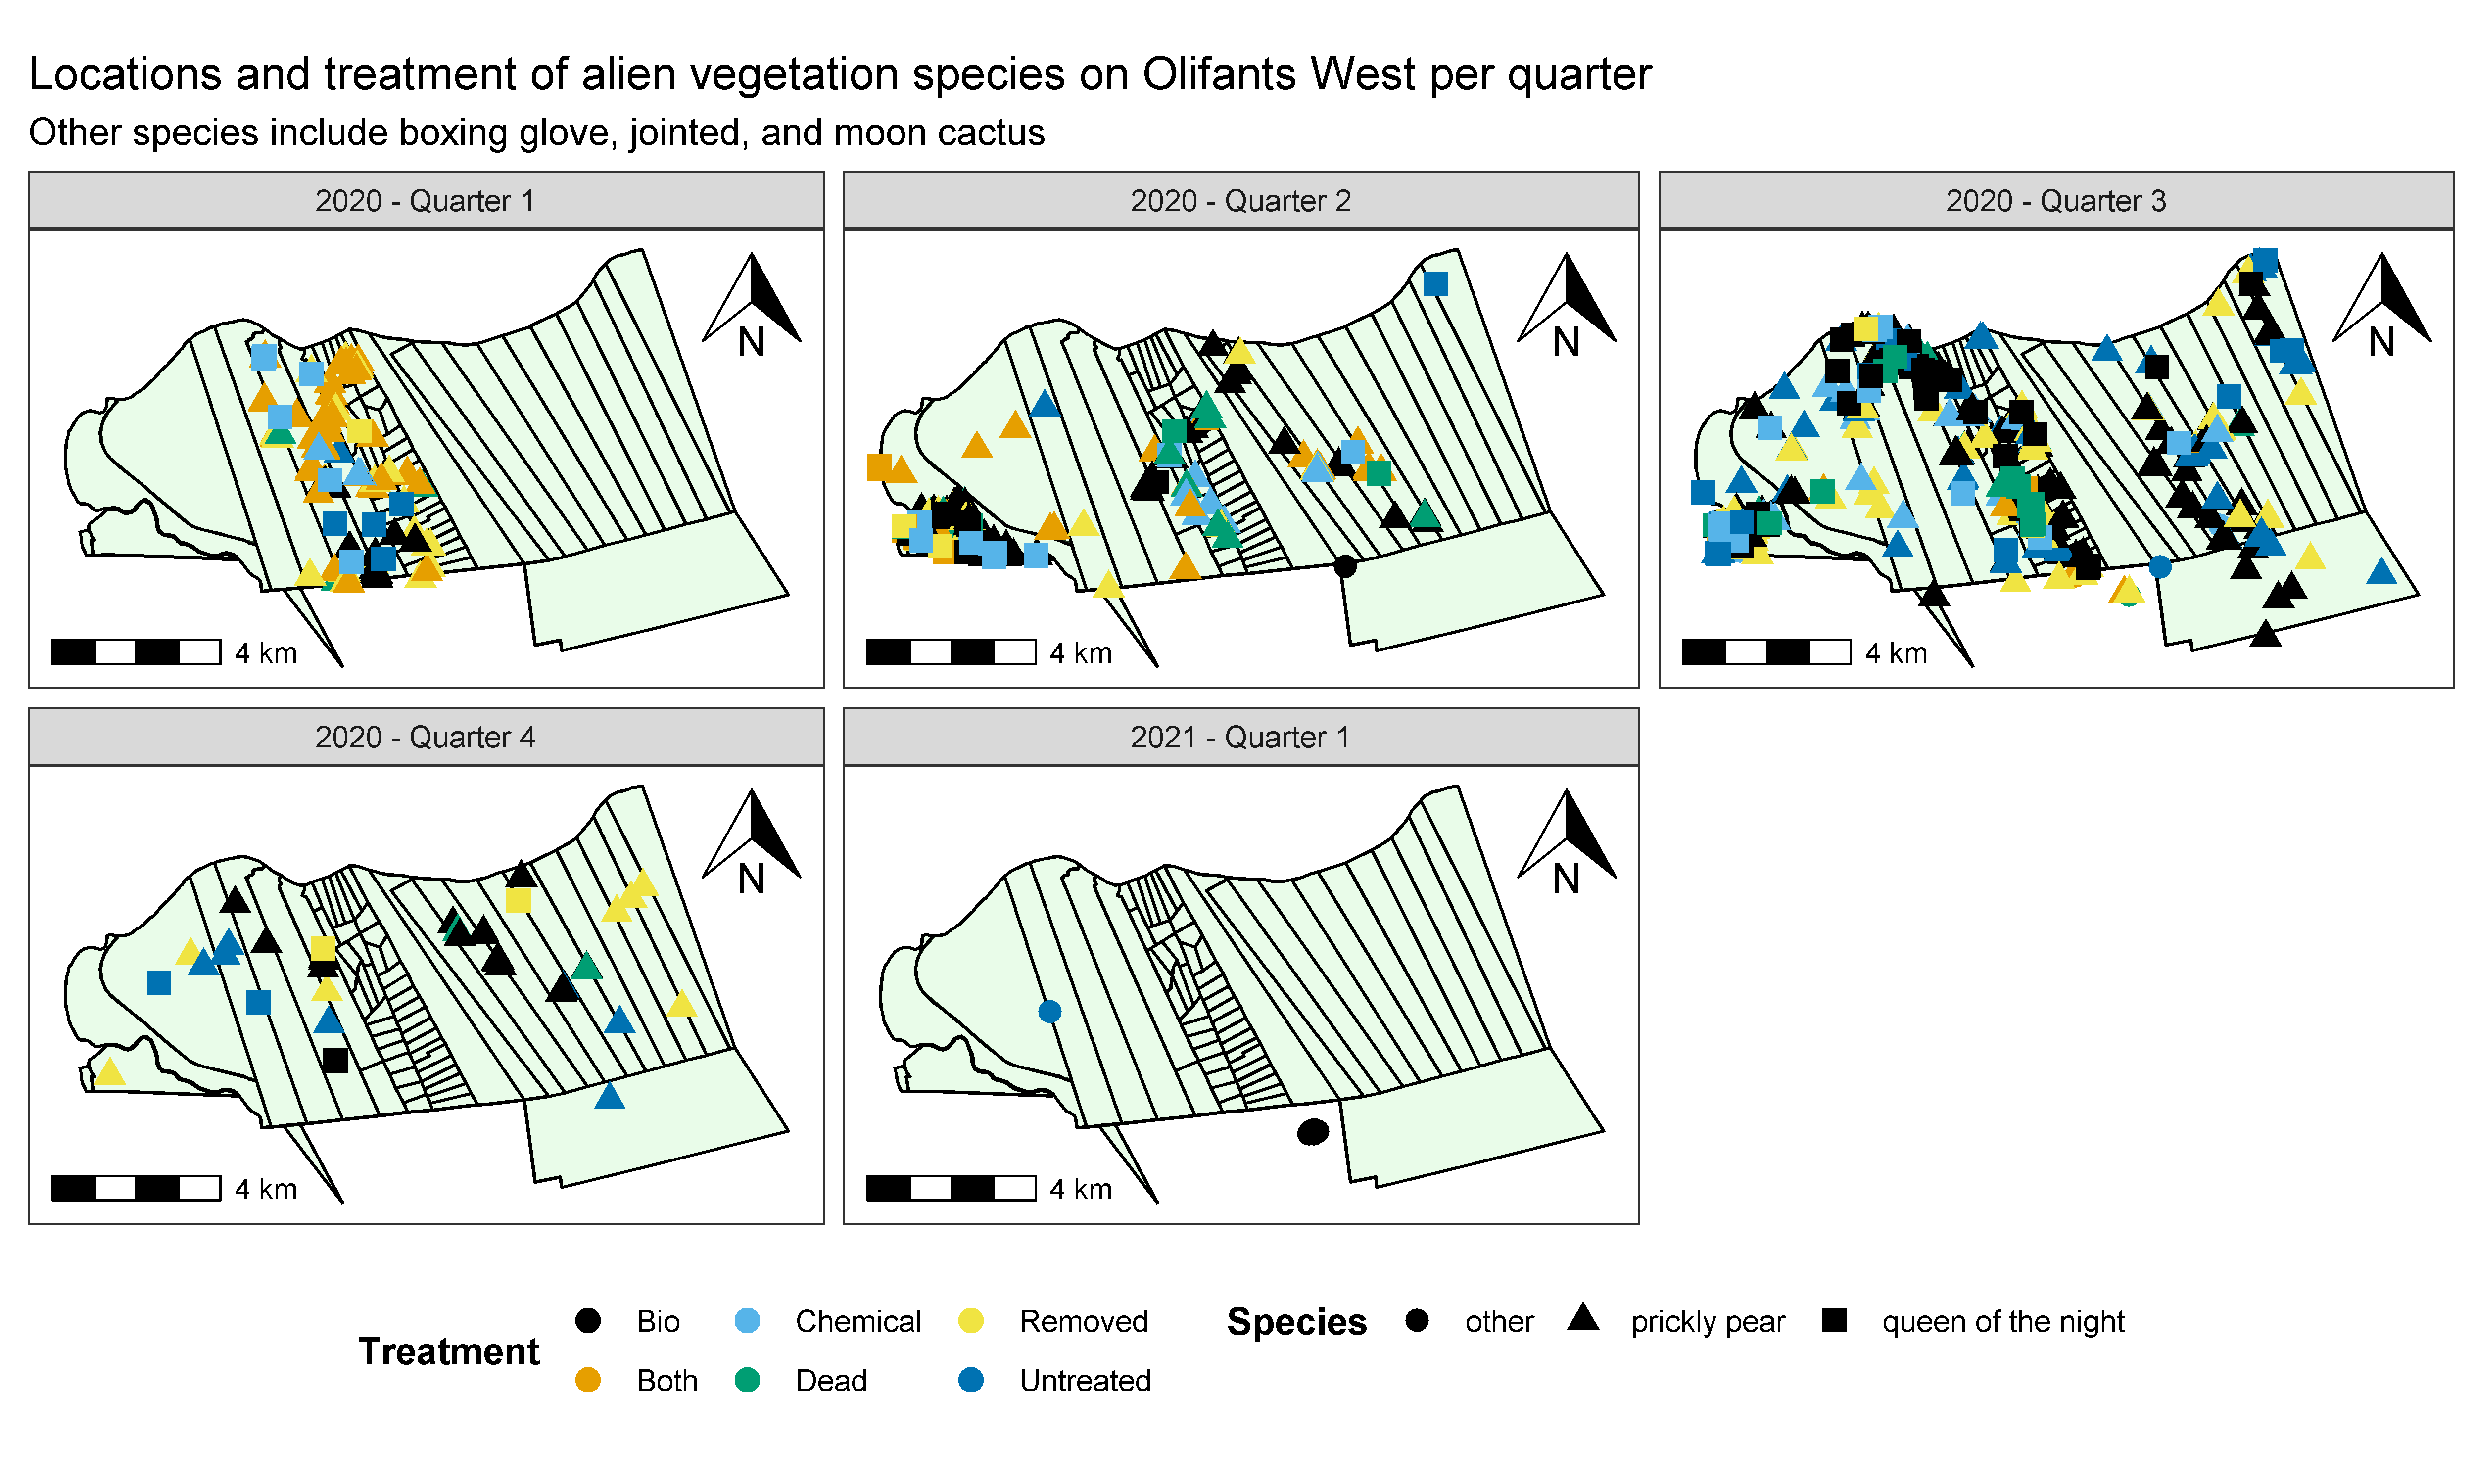 Locations and treatment of alien vegetation species on Olifants West per quarter
Other species include boxing glove, jointed, and moon cactus
2020 - Quarter 1
2020 - Quarter 2
2020 - Quarter 3
N
N
N
4 km
4 km
4 km
2020 - Quarter 4
2021 - Quarter 1
N
N
4 km
4 km
Treatment
Bio
Chemical
Removed
Both
Dead
Untreated
Species
other
prickly pear
queen of the night